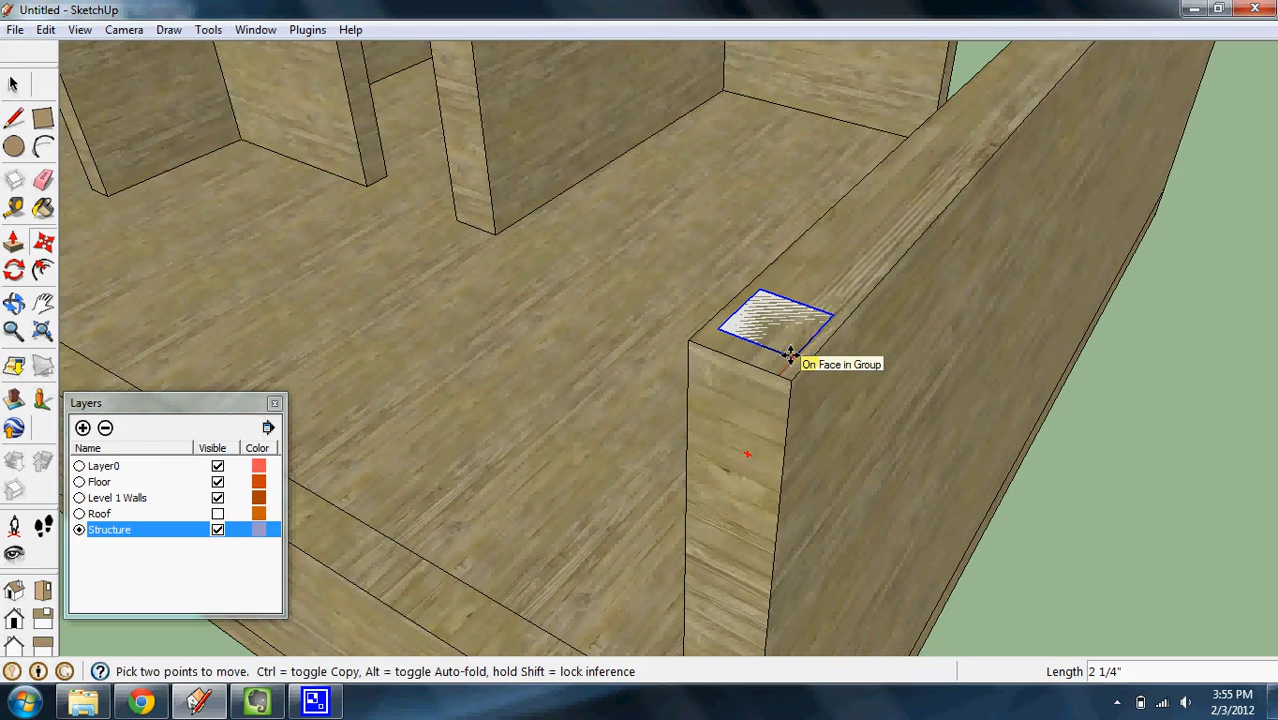 Untitled - SketchUp
File Edit View Camera Draw Tools Window Plugins Help
On Face in Group
Layers
Name Visible Color
Layer0
Floor
Level 1 Walls
Roof
Structure
Pick two points to move. Ctrl = toggle Copy, Alt = toggle Auto-fold, hold Shift = lock inference
Length 2 1/4"
3:55 PM
2/3/2012